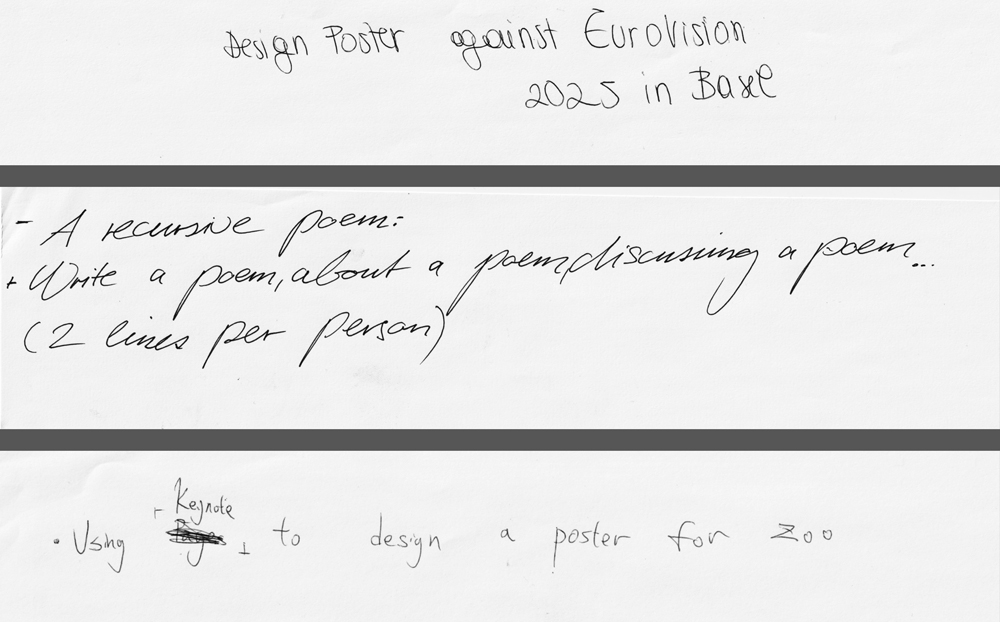 Design Poster against Eurovision
2025 in Basel
- A recursive poem:
+ Write a poem, about a poem, discussing a poem...
(2 lines per person)
Keynote
• Using to design a poster for Zoo